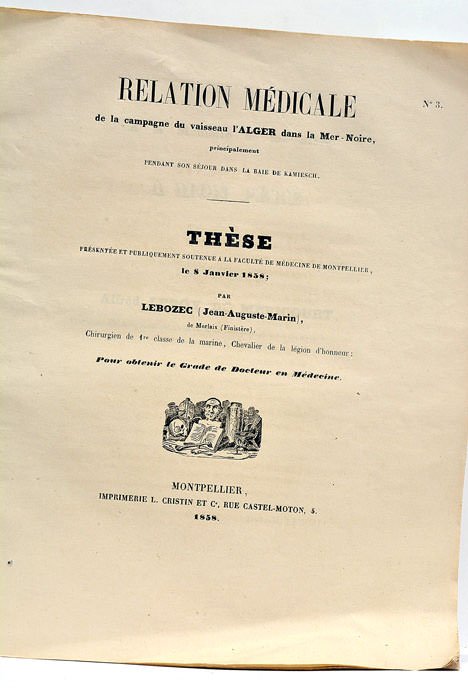 RELATION MÉDICALE
N° 3.
de la campagne du vaisseau l'ALGER dans la Mer-Noire,
principalement
PENDANT SON SÉJOUR DANS LA BAIE DE KAMIESCH.
THÈSE
PRÉSENTÉE ET PUBLIQUEMENT SOUTENUE A LA FACULTÉ DE MÉDECINE DE MONTPELLIER,
le 8 Janvier 1858;
PAR
LEBOZEC (Jean-Auguste-Marin),
de Morlaix (Finistère),
Chirurgien de 1re classe de la marine, Chevalier de la légion d'honneur;
Pour obtenir le Grade de Docteur en Médecine.
MONTPELLIER,
IMPRIMERIE L. CRISTIN ET Ce, RUE CASTEL-MOTON, 5.
1858.